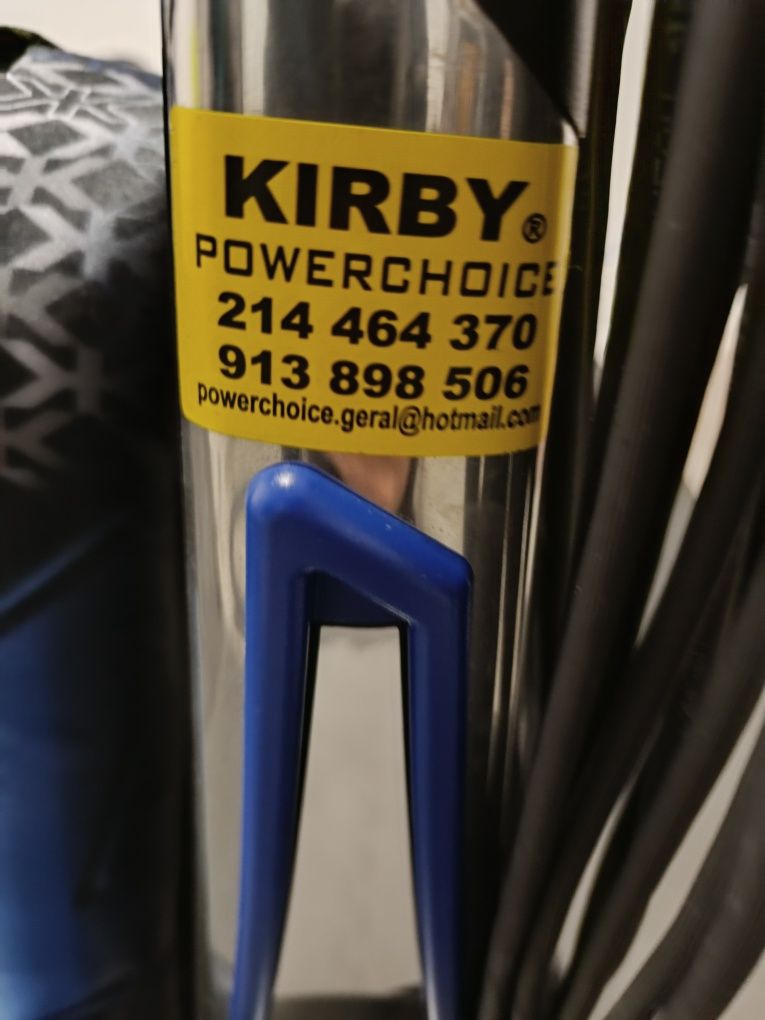 KIRBY®
POWERCHOICE
214 464 370
913 898 506
powerchoice.geral@hotmail.com